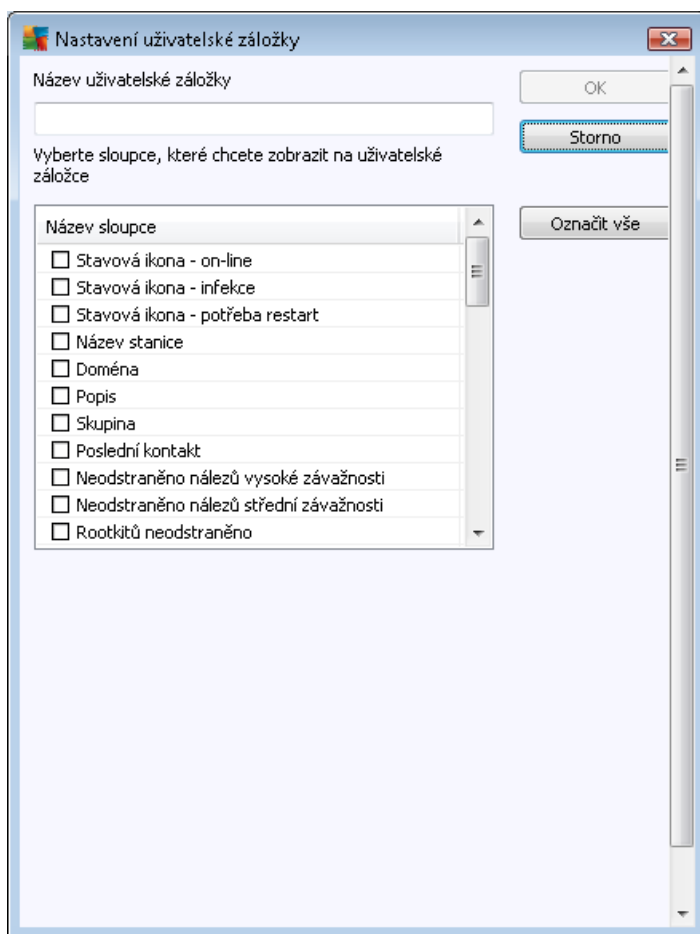 Nastavení uživatelské záložky
Název uživatelské záložky
OK
Storno
Vyberte sloupce, které chcete zobrazit na uživatelské
záložce
Označit vše
Název sloupce
Stavová ikona - on-line
Stavová ikona - infekce
Stavová ikona - potřeba restart
Název stanice
Doména
Popis
Skupina
Poslední kontakt
Neodstraněno nálezů vysoké závažnosti
Neodstraněno nálezů střední závažnosti
Rootkitů neodstraněno